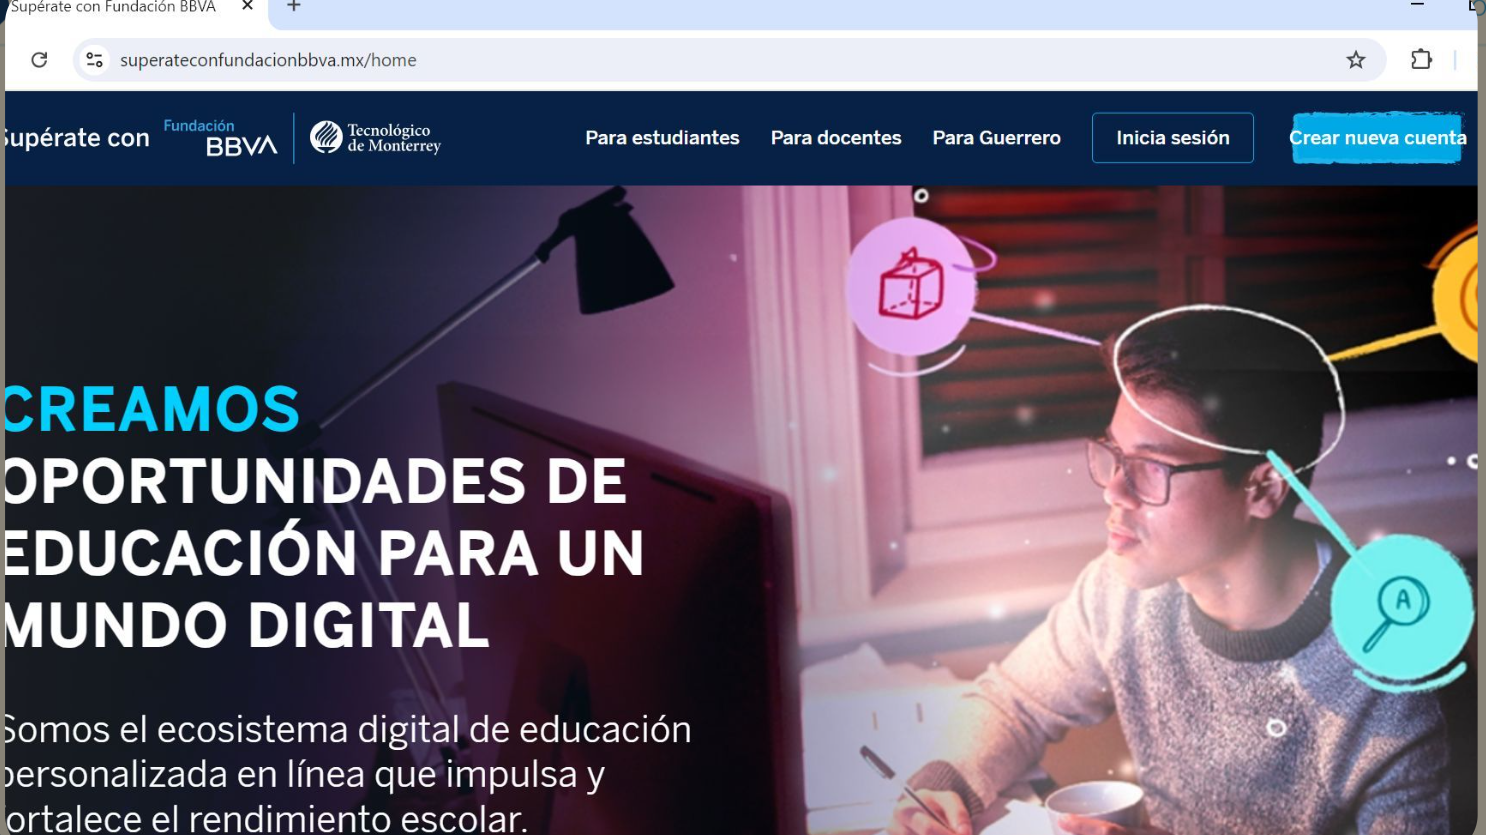 Supérate con Fundación BBVA
superateconfundacionbbva.mx/home
Supérate con
Fundación
BBVA
Tecnológico
de Monterrey
Para estudiantes
Para docentes
Para Guerrero
Inicia sesión
Crear nueva cuenta
CREAMOS
OPORTUNIDADES DE
EDUCACIÓN PARA UN
MUNDO DIGITAL
A
Somos el ecosistema digital de educación
personalizada en línea que impulsa y
fortalece el rendimiento escolar.